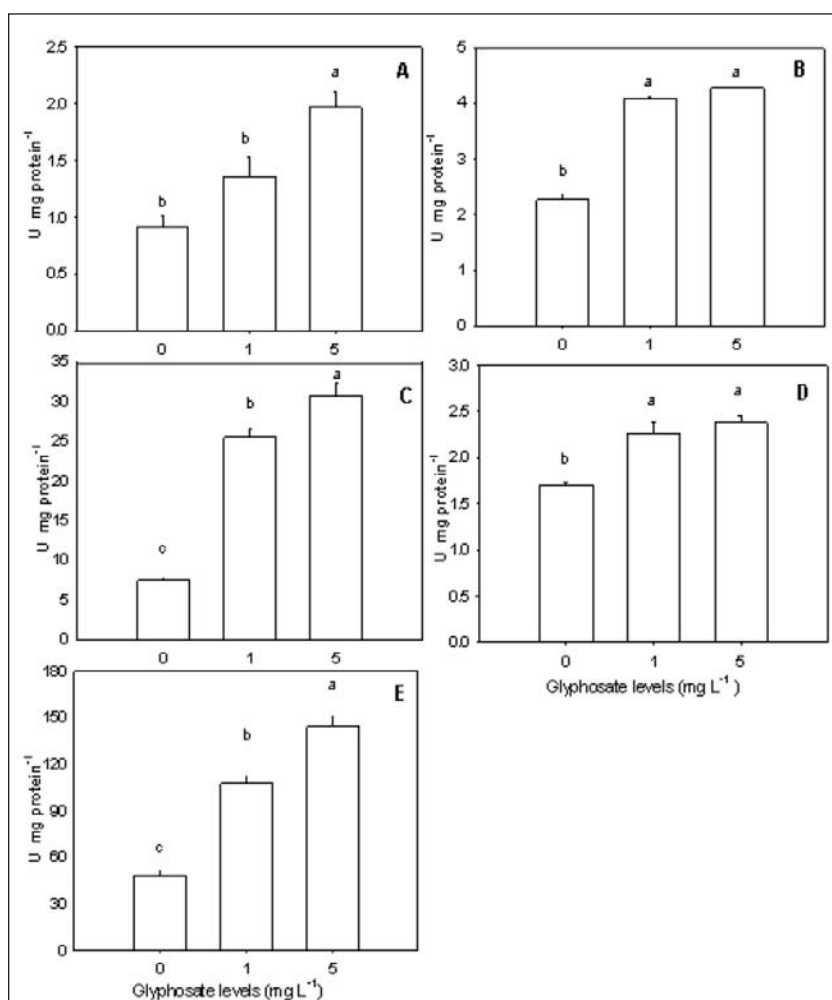 A
U mg protein-1
2.5
2.0
1.5
1.0
0.5
0.0
b
b
a
0 1 5
B
U mg protein-1
5
4
3
2
1
0
b
a
a
0 1 5
C
U mg protein-1
35
30
25
20
15
10
5
0
c
b
a
0 1 5
D
U mg protein-1
3.0
2.5
2.0
1.5
1.0
0.5
0.0
b
a
a
0 1 5
Glyphosate levels (mg L-1)
E
U mg protein-1
180
150
120
90
60
30
0
c
b
a
0 1 5
Glyphosate levels (mg L-1)